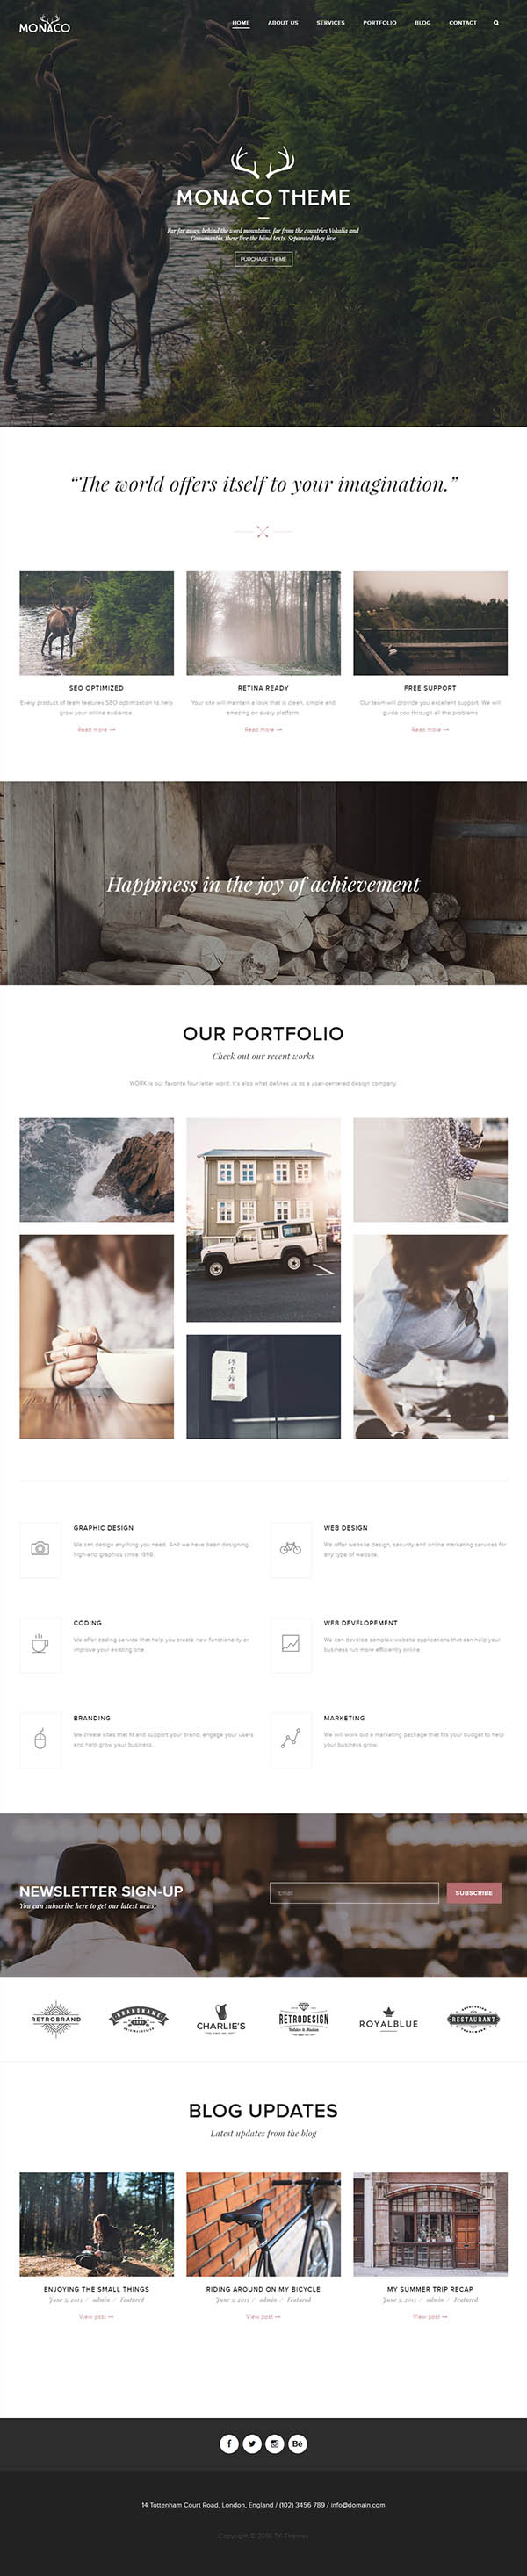 MONACO
HOME ABOUT US SERVICES PORTFOLIO BLOG CONTACT
MONACO THEME
Far far away, behind the word mountains, far from the countries Vokalia and
Consonantia, there live the blind texts. Separated they live.
PURCHASE THEME
“The world offers itself to your imagination.”
SEO OPTIMIZED
Every product of team features SEO optimization to help
grow your online audience.
Read more →
RETINA READY
Your site will maintain a look that is clean, simple and
amazing on every platform.
Read more →
FREE SUPPORT
Our team will provide you excellent support. We will
guide you through all the problems
Read more →
Happiness in the joy of achievement
OUR PORTFOLIO
Check out our recent works
WORK is our favorite four letter word. It's also what defines us as a user-centered design company.
GRAPHIC DESIGN
We can design anything you need. And we have been designing
high-end graphics since 1998.
WEB DESIGN
We offer website design, security and online marketing services for
any type of website.
CODING
We offer coding service that help you create new functionality or
improve your existing one.
WEB DEVELOPEMENT
We can develop complex website applications that can help your
business run more efficiently online.
BRANDING
We create sites that fit and support your brand, engage your users
and help grow your business.
MARKETING
We will work out a marketing package that fits your budget to help
your business grow.
NEWSLETTER SIGN-UP
You can subscribe here to get our latest news.
Email
SUBSCRIBE
RETROBRAND
BRANDNAME
CHARLIE'S
RETRODESIGN
ROYALBLUE
RESTAURANT
BLOG UPDATES
Latest updates from the blog
ENJOYING THE SMALL THINGS
June 5, 2015 / admin / Featured
View post →
RIDING AROUND ON MY BICYCLE
June 5, 2015 / admin / Featured
View post →
MY SUMMER TRIP RECAP
June 5, 2015 / admin / Featured
View post →
14 Tottenham Court Road, London, England / (102) 3456 789 / info@domain.com